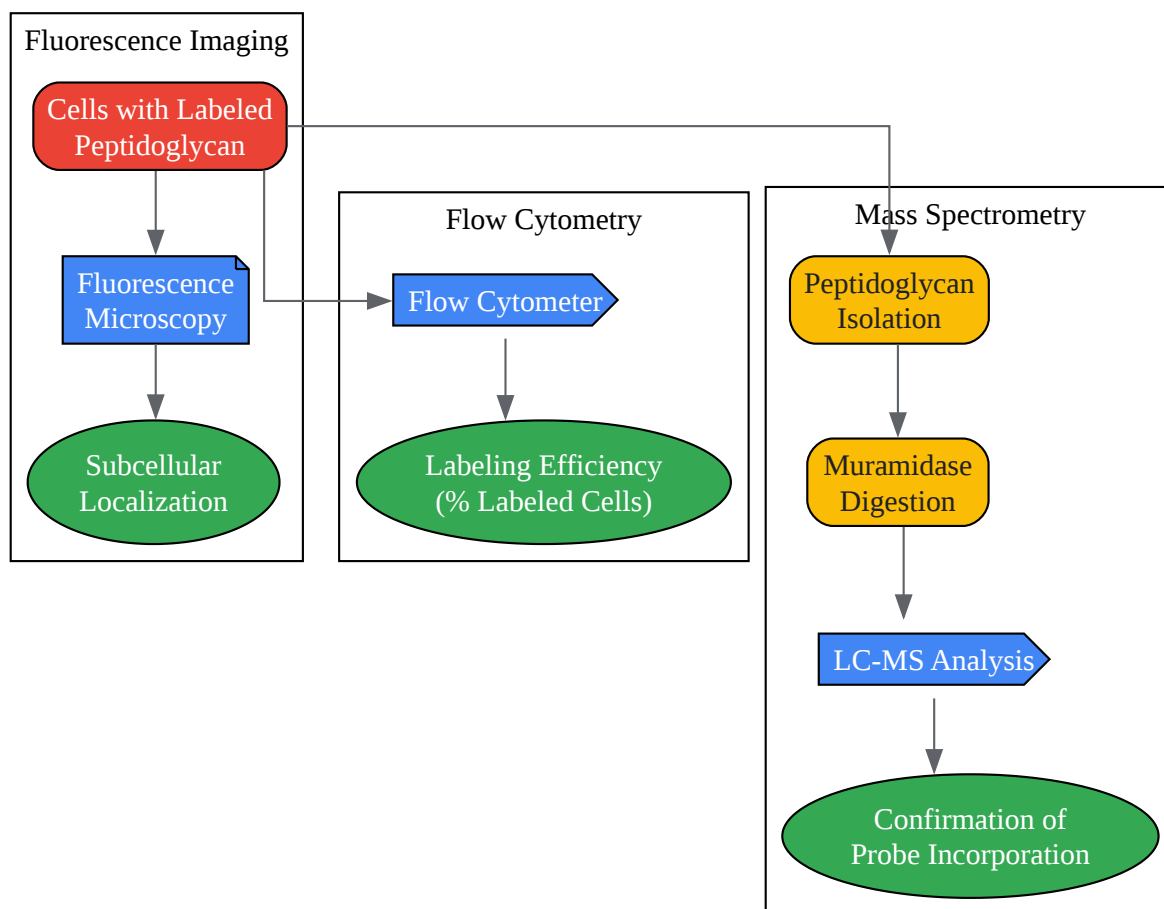 Fluorescence Imaging
Cells with Labeled
Peptidoglycan
Fluorescence
Microscopy
Subcellular
Localization
Flow Cytometry
Flow Cytometer
Labeling Efficiency
(% Labeled Cells)
Mass Spectrometry
Peptidoglycan
Isolation
Muramidase
Digestion
LC-MS Analysis
Confirmation of
Probe Incorporation